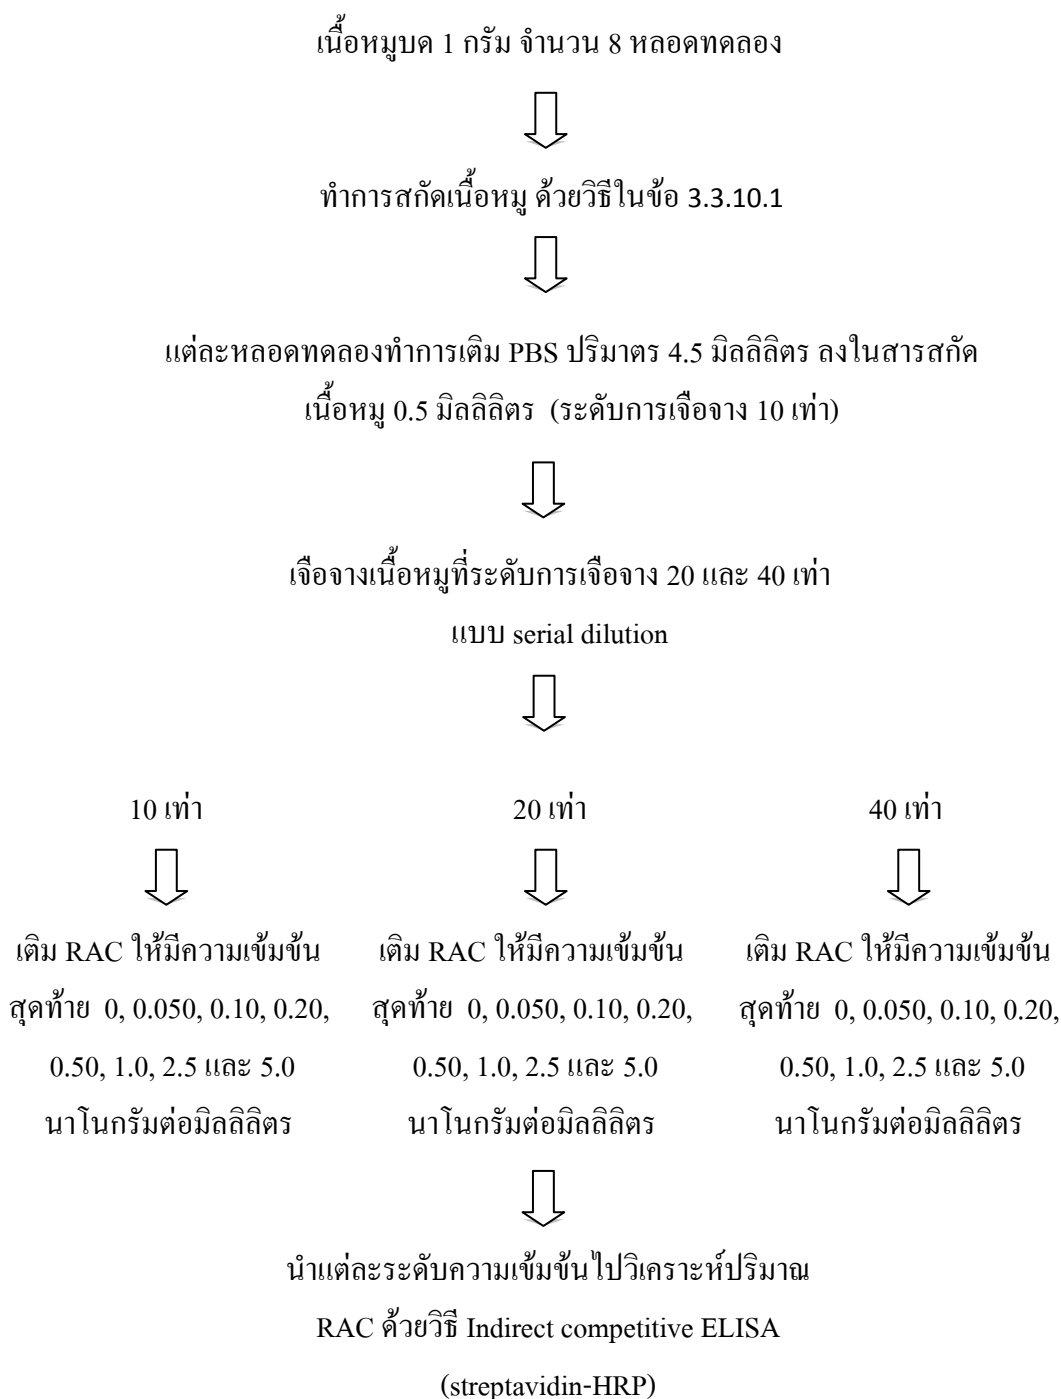 เนื้อหมูบด 1 กรัม จำนวน 8 หลอดทดลอง
ทำการสกัดเนื้อหมู ด้วยวิธีในข้อ 3.3.10.1
แต่ละหลอดทดลองทำการเติม PBS ปริมาตร 4.5 มิลลิลิตร ลงในสารสกัด
เนื้อหมู 0.5 มิลลิลิตร (ระดับการเจือจาง 10 เท่า)
เจือจางเนื้อหมูที่ระดับการเจือจาง 20 และ 40 เท่า
แบบ serial dilution
10 เท่า
เติม RAC ให้มีความเข้มข้น
สุดท้าย 0, 0.050, 0.10, 0.20,
0.50, 1.0, 2.5 และ 5.0
นาโนกรัมต่อมิลลิลิตร
20 เท่า
เติม RAC ให้มีความเข้มข้น
สุดท้าย 0, 0.050, 0.10, 0.20,
0.50, 1.0, 2.5 และ 5.0
นาโนกรัมต่อมิลลิลิตร
40 เท่า
เติม RAC ให้มีความเข้มข้น
สุดท้าย 0, 0.050, 0.10, 0.20,
0.50, 1.0, 2.5 และ 5.0
นาโนกรัมต่อมิลลิลิตร
นำแต่ละระดับความเข้มข้นไปวิเคราะห์ปริมาณ
RAC ด้วยวิธี Indirect competitive ELISA
(streptavidin-HRP)